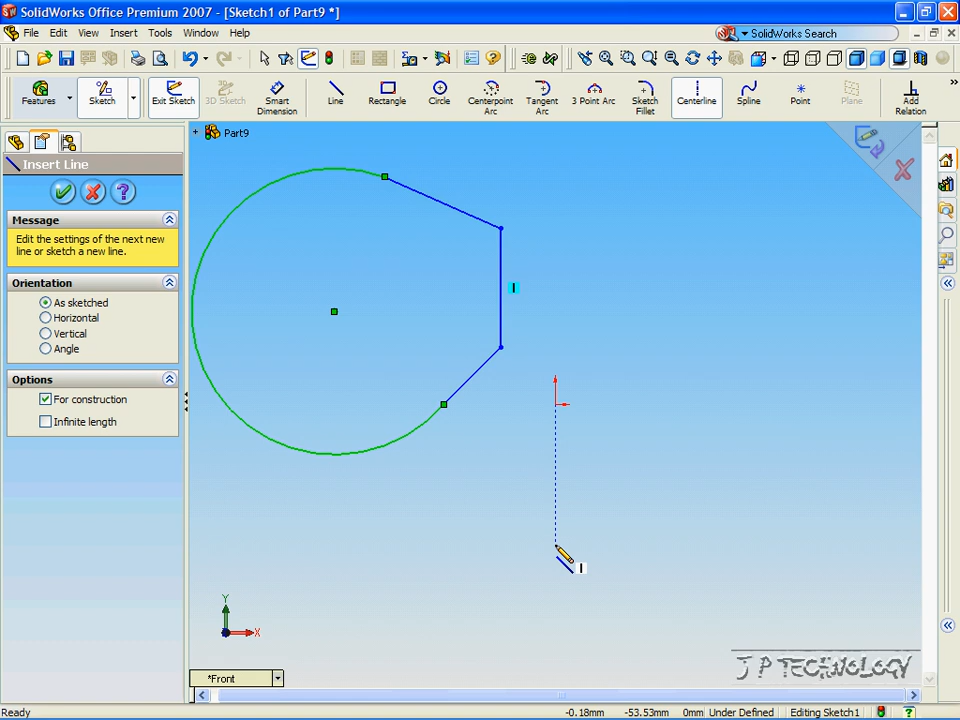 SolidWorks Office Premium 2007 - [Sketch1 of Part9 *]
File Edit View Insert Tools Window Help
SolidWorks Search
Features Sketch Exit Sketch 3D Sketch Smart Dimension Line Rectangle Circle Centerpoint Arc Tangent Arc 3 Point Arc Sketch Fillet Centerline Spline Point Plane Add Relation
Part9
Insert Line
Message
Edit the settings of the next new
line or sketch a new line.
Orientation
As sketched
Horizontal
Vertical
Angle
Options
For construction
Infinite length
Y
X
*Front
J P TECHNOLOGY
Ready -0.18mm -53.53mm 0mm Under Defined Editing Sketch1